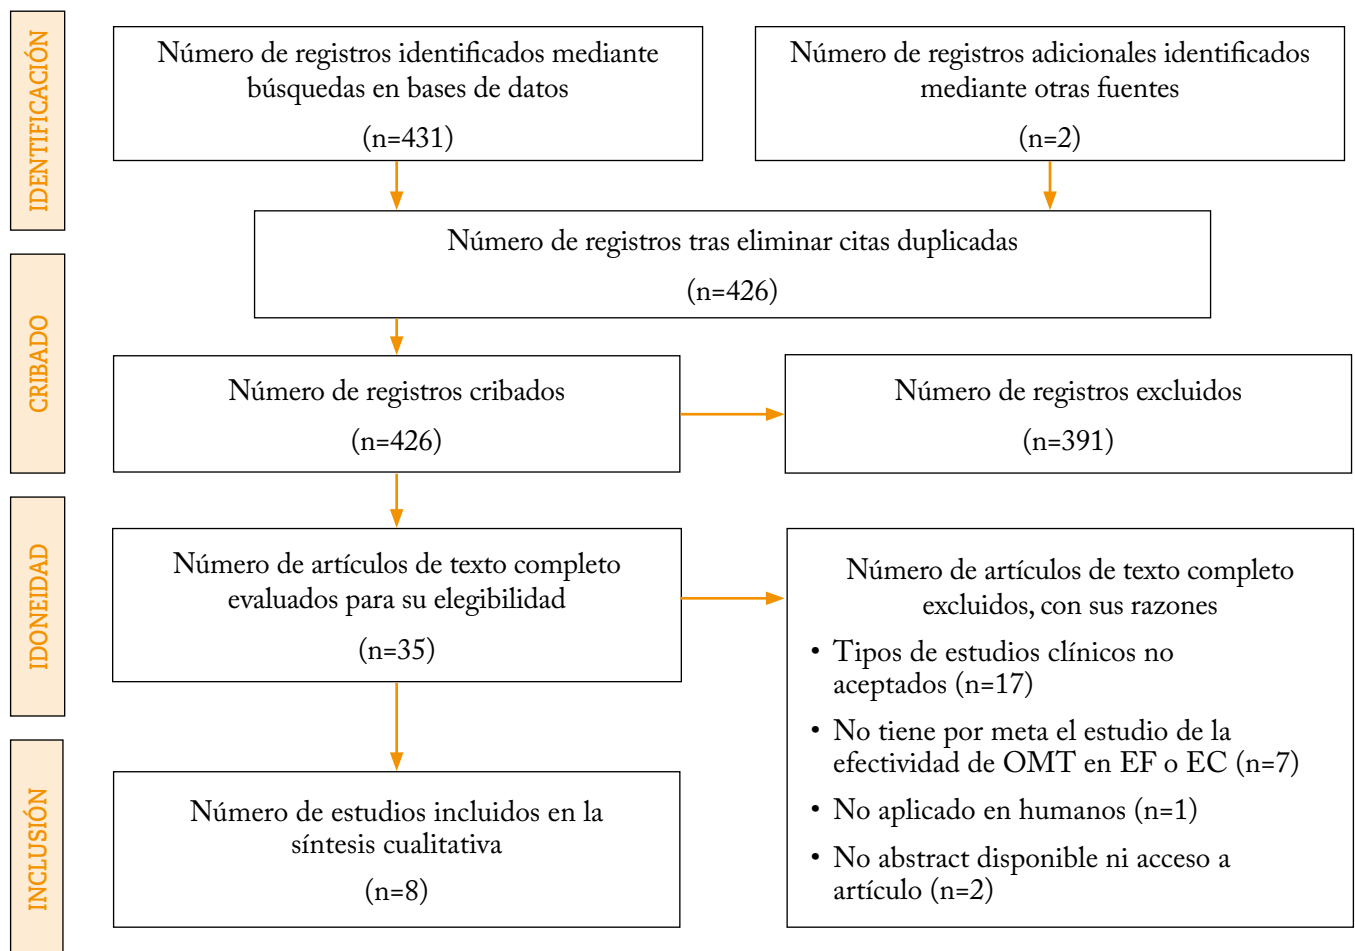 IDENTIFICACIÓN
Número de registros identificados mediante
búsquedas en bases de datos
(n=431)
Número de registros adicionales identificados
mediante otras fuentes
(n=2)
Número de registros tras eliminar citas duplicadas
(n=426)
CRIBADO
Número de registros cribados
(n=426)
Número de registros excluidos
(n=391)
IDONEIDAD
Número de artículos de texto completo
evaluados para su elegibilidad
(n=35)
Número de artículos de texto completo
excluidos, con sus razones
• Tipos de estudios clínicos no
aceptados (n=17)
• No tiene por meta el estudio de la
efectividad de OMT en EF o EC (n=7)
• No aplicado en humanos (n=1)
• No abstract disponible ni acceso a
artículo (n=2)
INCLUSIÓN
Número de estudios incluidos en la
síntesis cualitativa
(n=8)